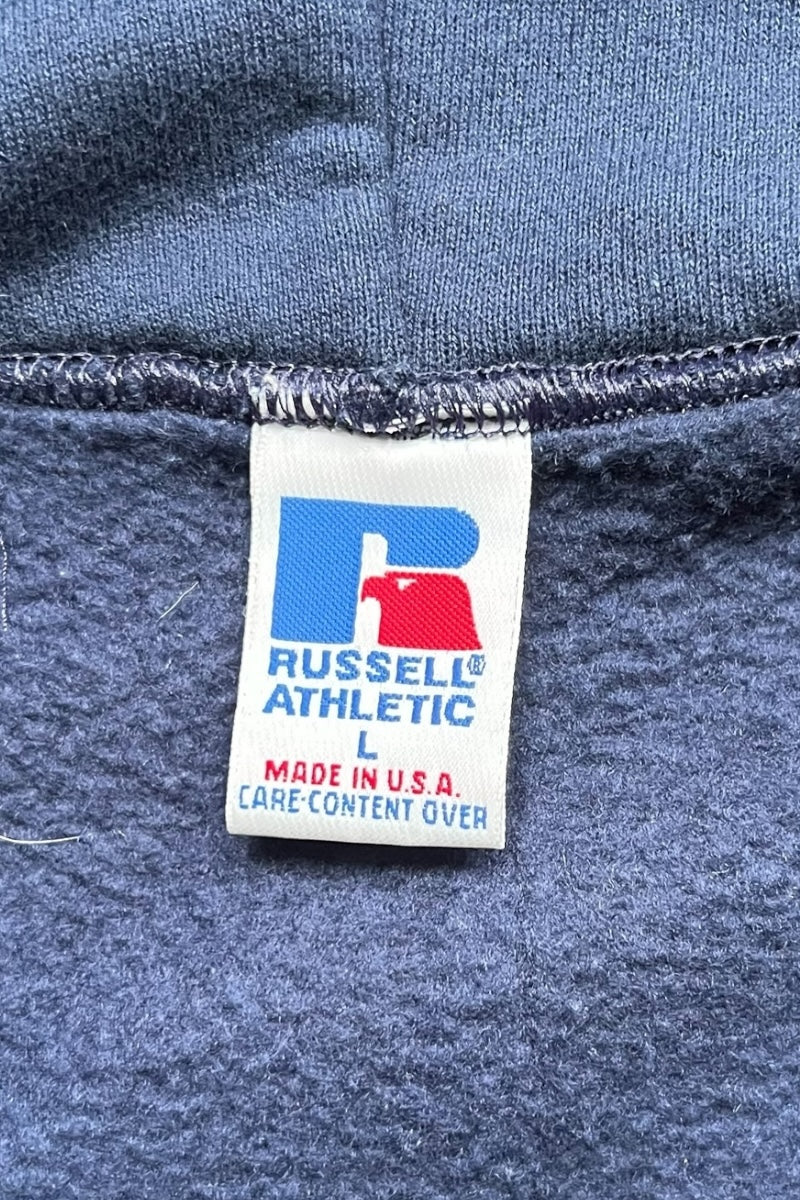 RUSSELL®
ATHLETIC
L
MADE IN U.S.A.
CARE-CONTENT OVER